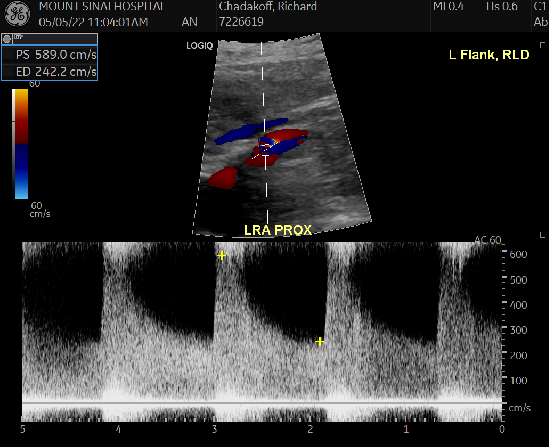 MOUNT SINAI HOSPITAL Chadakoff, Richard MI 0.4 TIs 0.6 C1
05/05/22 11:04:01AM AN 7226619 Ab
PS 589.0 cm/s
ED 242.2 cm/s
LOGIQ
L Flank, RLD
60
60
cm/s
LRA PROX
AC 60
600
500
400
300
200
100
cm/s
5 4 3 2 1 0